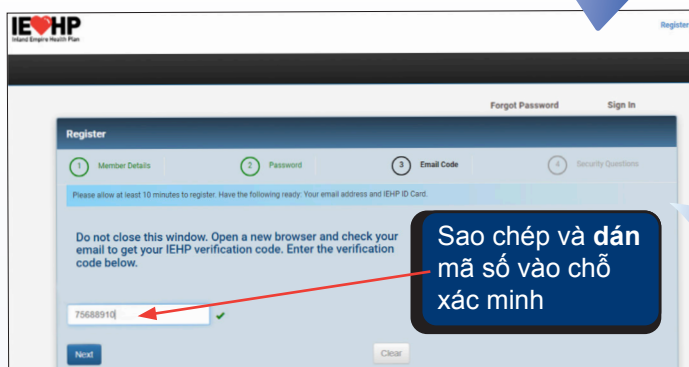 IEHP
Inland Empire Health Plan
Register
Forgot Password Sign In
Register
1 Member Details 2 Password 3 Email Code 4 Security Questions
Please allow at least 10 minutes to register. Have the following ready: Your email address and IEHP ID Card.
Do not close this window. Open a new browser and check your
email to get your IEHP verification code. Enter the verification
code below.
Sao chép và dán
mã số vào chỗ
xác minh
75688910
Next Clear